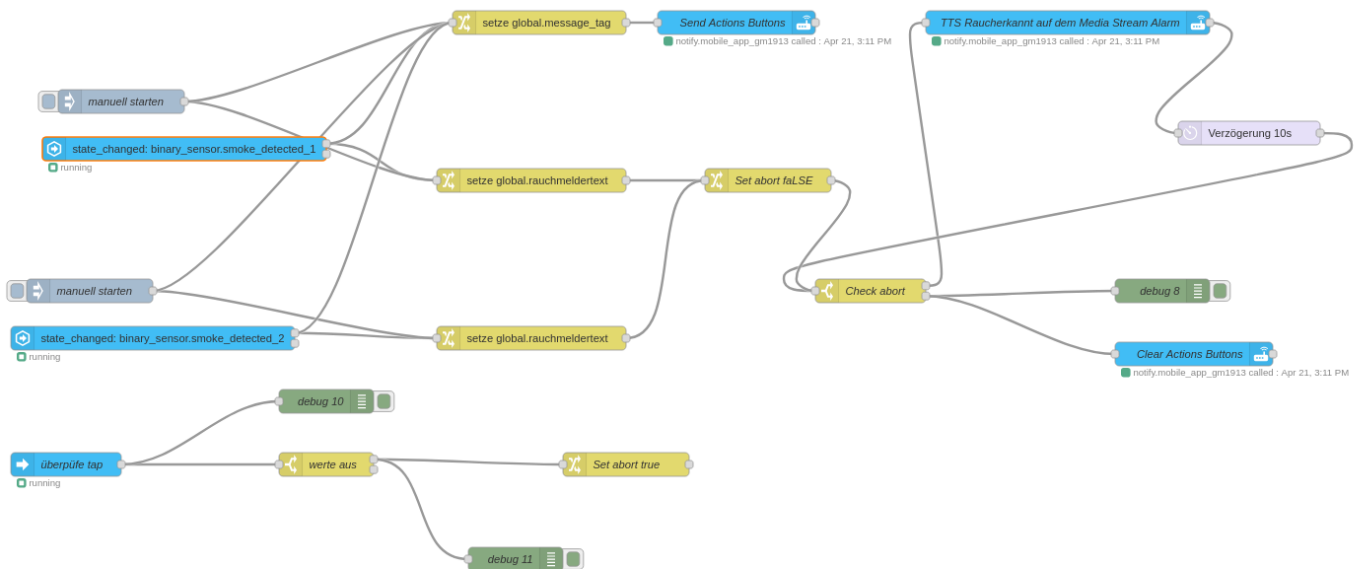 setze global.message_tag
Send Actions Buttons
notify.mobile_app_gm1913 called : Apr 21, 3:11 PM
TTS Raucherkannt auf dem Media Stream Alarm
notify.mobile_app_gm1913 called : Apr 21, 3:11 PM
manuell starten
Verzögerung 10s
state_changed: binary_sensor.smoke_detected_1
running
setze global.rauchmeldertext
Set abort faLSE
manuell starten
Check abort
debug 8
state_changed: binary_sensor.smoke_detected_2
running
setze global.rauchmeldertext
Clear Actions Buttons
notify.mobile_app_gm1913 called : Apr 21, 3:11 PM
debug 10
überpüfe tap
running
werte aus
Set abort true
debug 11